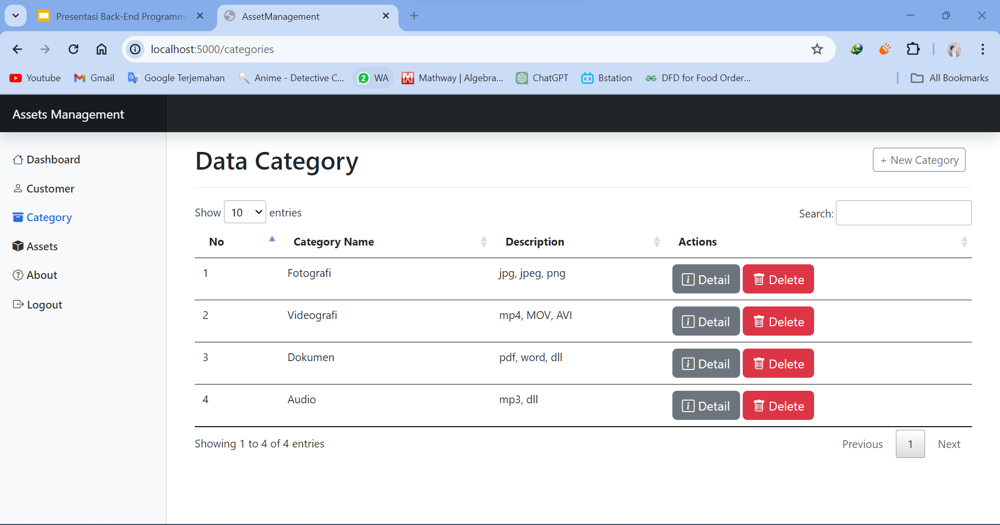 Presentasi Back-End Programmi
AssetManagement
localhost:5000/categories
Youtube Gmail Google Terjemahan Anime - Detective C... 2 WA Mathway | Algebra... ChatGPT Bstation DFD for Food Order... All Bookmarks
Assets Management
Dashboard
Customer
Category
Assets
About
Logout
Data Category
+ New Category
Show 10 entries
Search:
No Category Name Description Actions
1 Fotografi jpg, jpeg, png Detail Delete
2 Videografi mp4, MOV, AVI Detail Delete
3 Dokumen pdf, word, dll Detail Delete
4 Audio mp3, dll Detail Delete
Showing 1 to 4 of 4 entries
Previous 1 Next